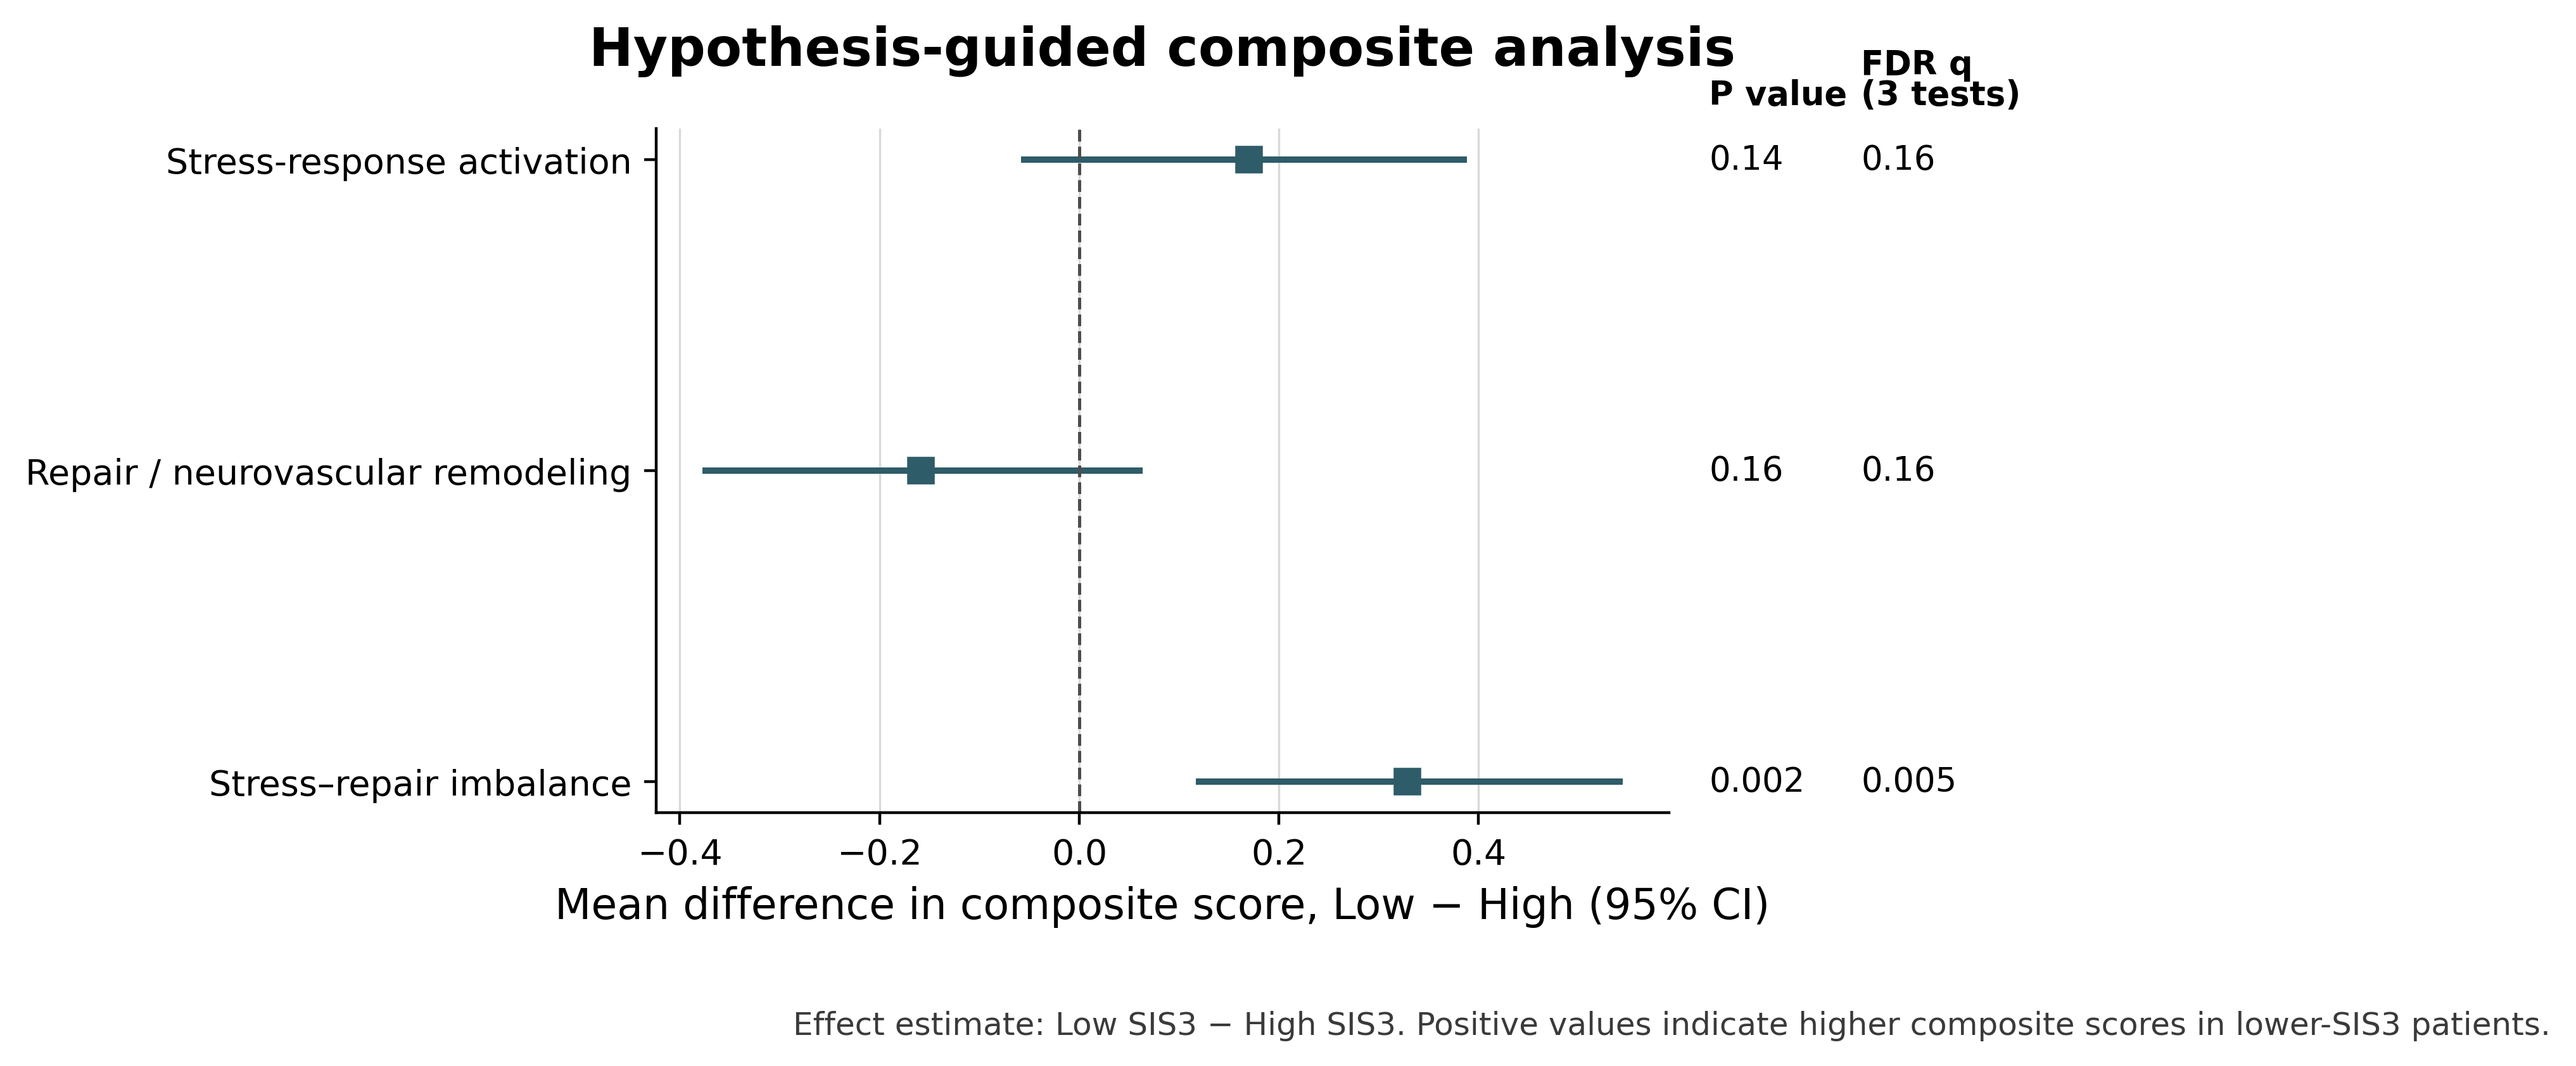 Hypothesis-guided composite analysis
FDR q
P value (3 tests)
Stress-response activation 0.14 0.16
Repair / neurovascular remodeling 0.16 0.16
Stress–repair imbalance 0.002 0.005
−0.4 −0.2 0.0 0.2 0.4
Mean difference in composite score, Low − High (95% CI)
Effect estimate: Low SIS3 − High SIS3. Positive values indicate higher composite scores in lower-SIS3 patients.